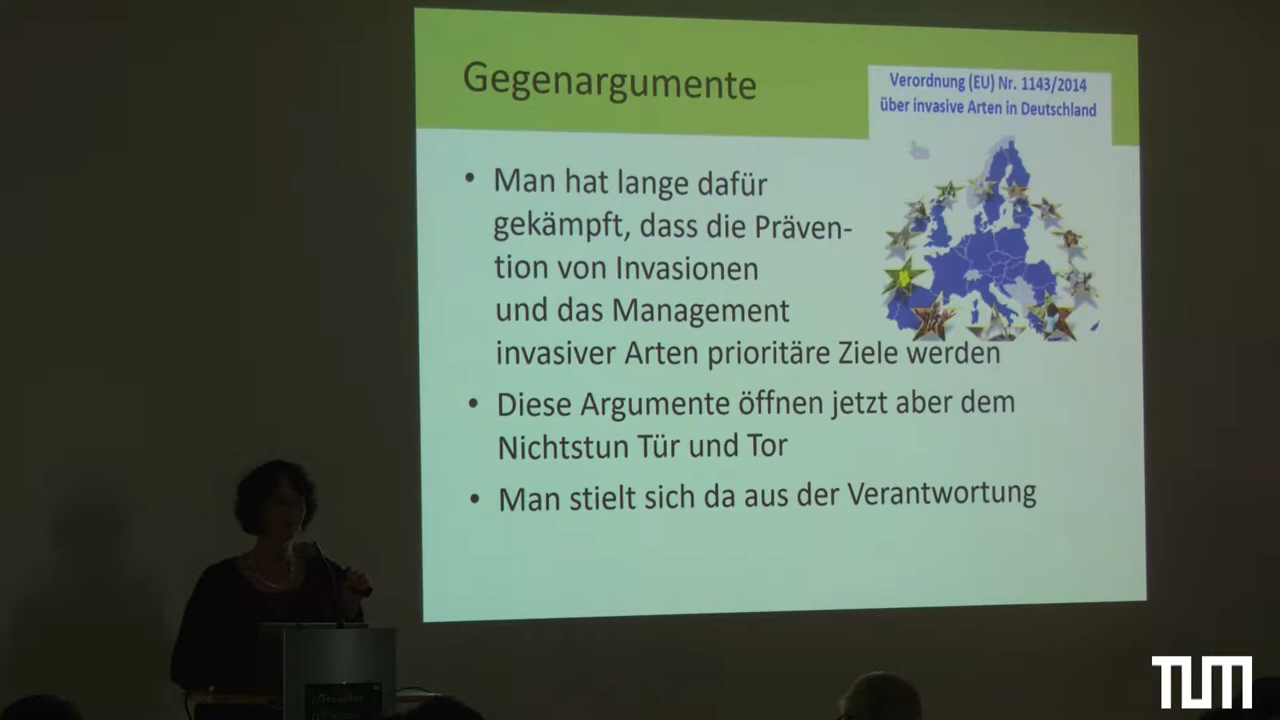 Gegenargumente
Verordnung (EU) Nr. 1143/2014
über invasive Arten in Deutschland
• Man hat lange dafür
gekämpft, dass die Präven-
tion von Invasionen
und das Management
invasiver Arten prioritäre Ziele werden
• Diese Argumente öffnen jetzt aber dem
Nichtstun Tür und Tor
• Man stielt sich da aus der Verantwortung
TUM